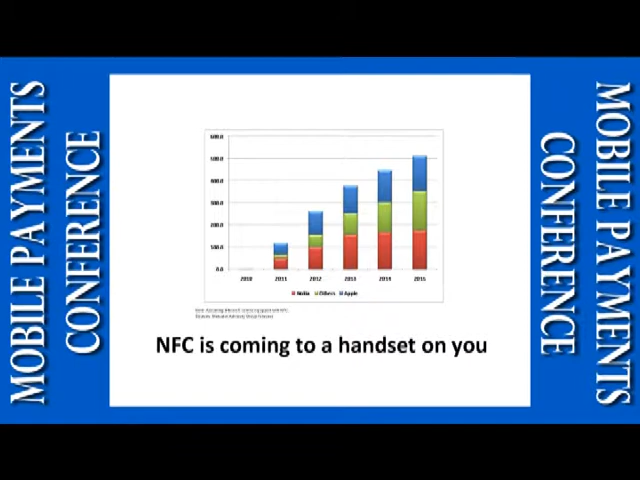 MOBILE PAYMENTS
CONFERENCE
600.0
500.0
400.0
300.0
200.0
100.0
0.0
2010
2011
2012
2013
2014
2015
Nokia
Others
Apple
NFC is coming to a handset on you
MOBILE PAYMENTS
CONFERENCE